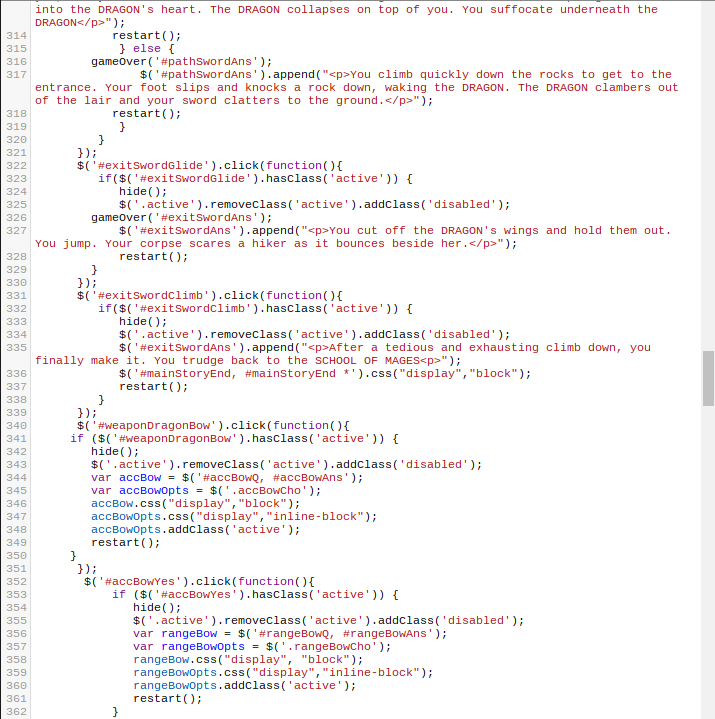 into the DRAGON's heart. The DRAGON collapses on top of you. You suffocate underneath the
DRAGON</p>");
314 restart();
315 } else {
316 gameOver('#pathSwordAns');
317 $('#pathSwordAns').append("<p>You climb quickly down the rocks to get to the
entrance. Your foot slips and knocks a rock down, waking the DRAGON. The DRAGON clambers out
of the lair and your sword clatters to the ground.</p>");
318 restart();
319 }
320 }
321 });
322 $('#exitSwordGlide').click(function(){
323 if($('#exitSwordGlide').hasClass('active')) {
324 hide();
325 $('.active').removeClass('active').addClass('disabled');
326 gameOver('#exitSwordAns');
327 $('#exitSwordAns').append("<p>You cut off the DRAGON's wings and hold them out.
You jump. Your corpse scares a hiker as it bounces beside her.</p>");
328 restart();
329 }
330 });
331 $('#exitSwordClimb').click(function(){
332 if($('#exitSwordClimb').hasClass('active')) {
333 hide();
334 $('.active').removeClass('active').addClass('disabled');
335 $('#exitSwordAns').append("<p>After a tedious and exhausting climb down, you
finally make it. You trudge back to the SCHOOL OF MAGES<p>");
336 $('#mainStoryEnd, #mainStoryEnd *').css("display","block");
337 restart();
338 }
339 });
340 $('#weaponDragonBow').click(function(){
341 if ($('#weaponDragonBow').hasClass('active')) {
342 hide();
343 $('.active').removeClass('active').addClass('disabled');
344 var accBow = $('#accBowQ, #accBowAns');
345 var accBowOpts = $('.accBowCho');
346 accBow.css("display","block");
347 accBowOpts.css("display","inline-block");
348 accBowOpts.addClass('active');
349 restart();
350 }
351 });
352 $('#accBowYes').click(function(){
353 if ($('#accBowYes').hasClass('active')) {
354 hide();
355 $('.active').removeClass('active').addClass('disabled');
356 var rangeBow = $('#rangeBowQ, #rangeBowAns');
357 var rangeBowOpts = $('.rangeBowCho');
358 rangeBow.css("display", "block");
359 rangeBowOpts.css("display","inline-block");
360 rangeBowOpts.addClass('active');
361 restart();
362 }